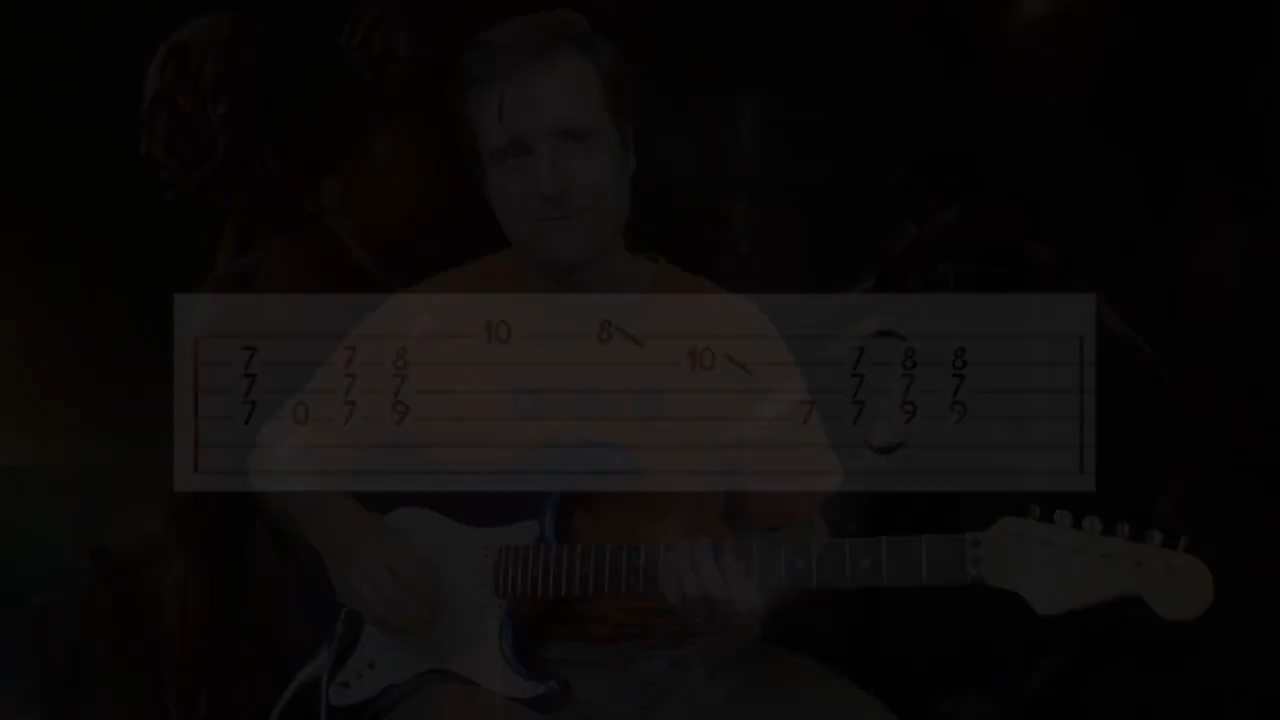 10 8
7 7 8 10 7 8 8
7 7 7 7 7 7
7 0 7 9 7 7 9 9